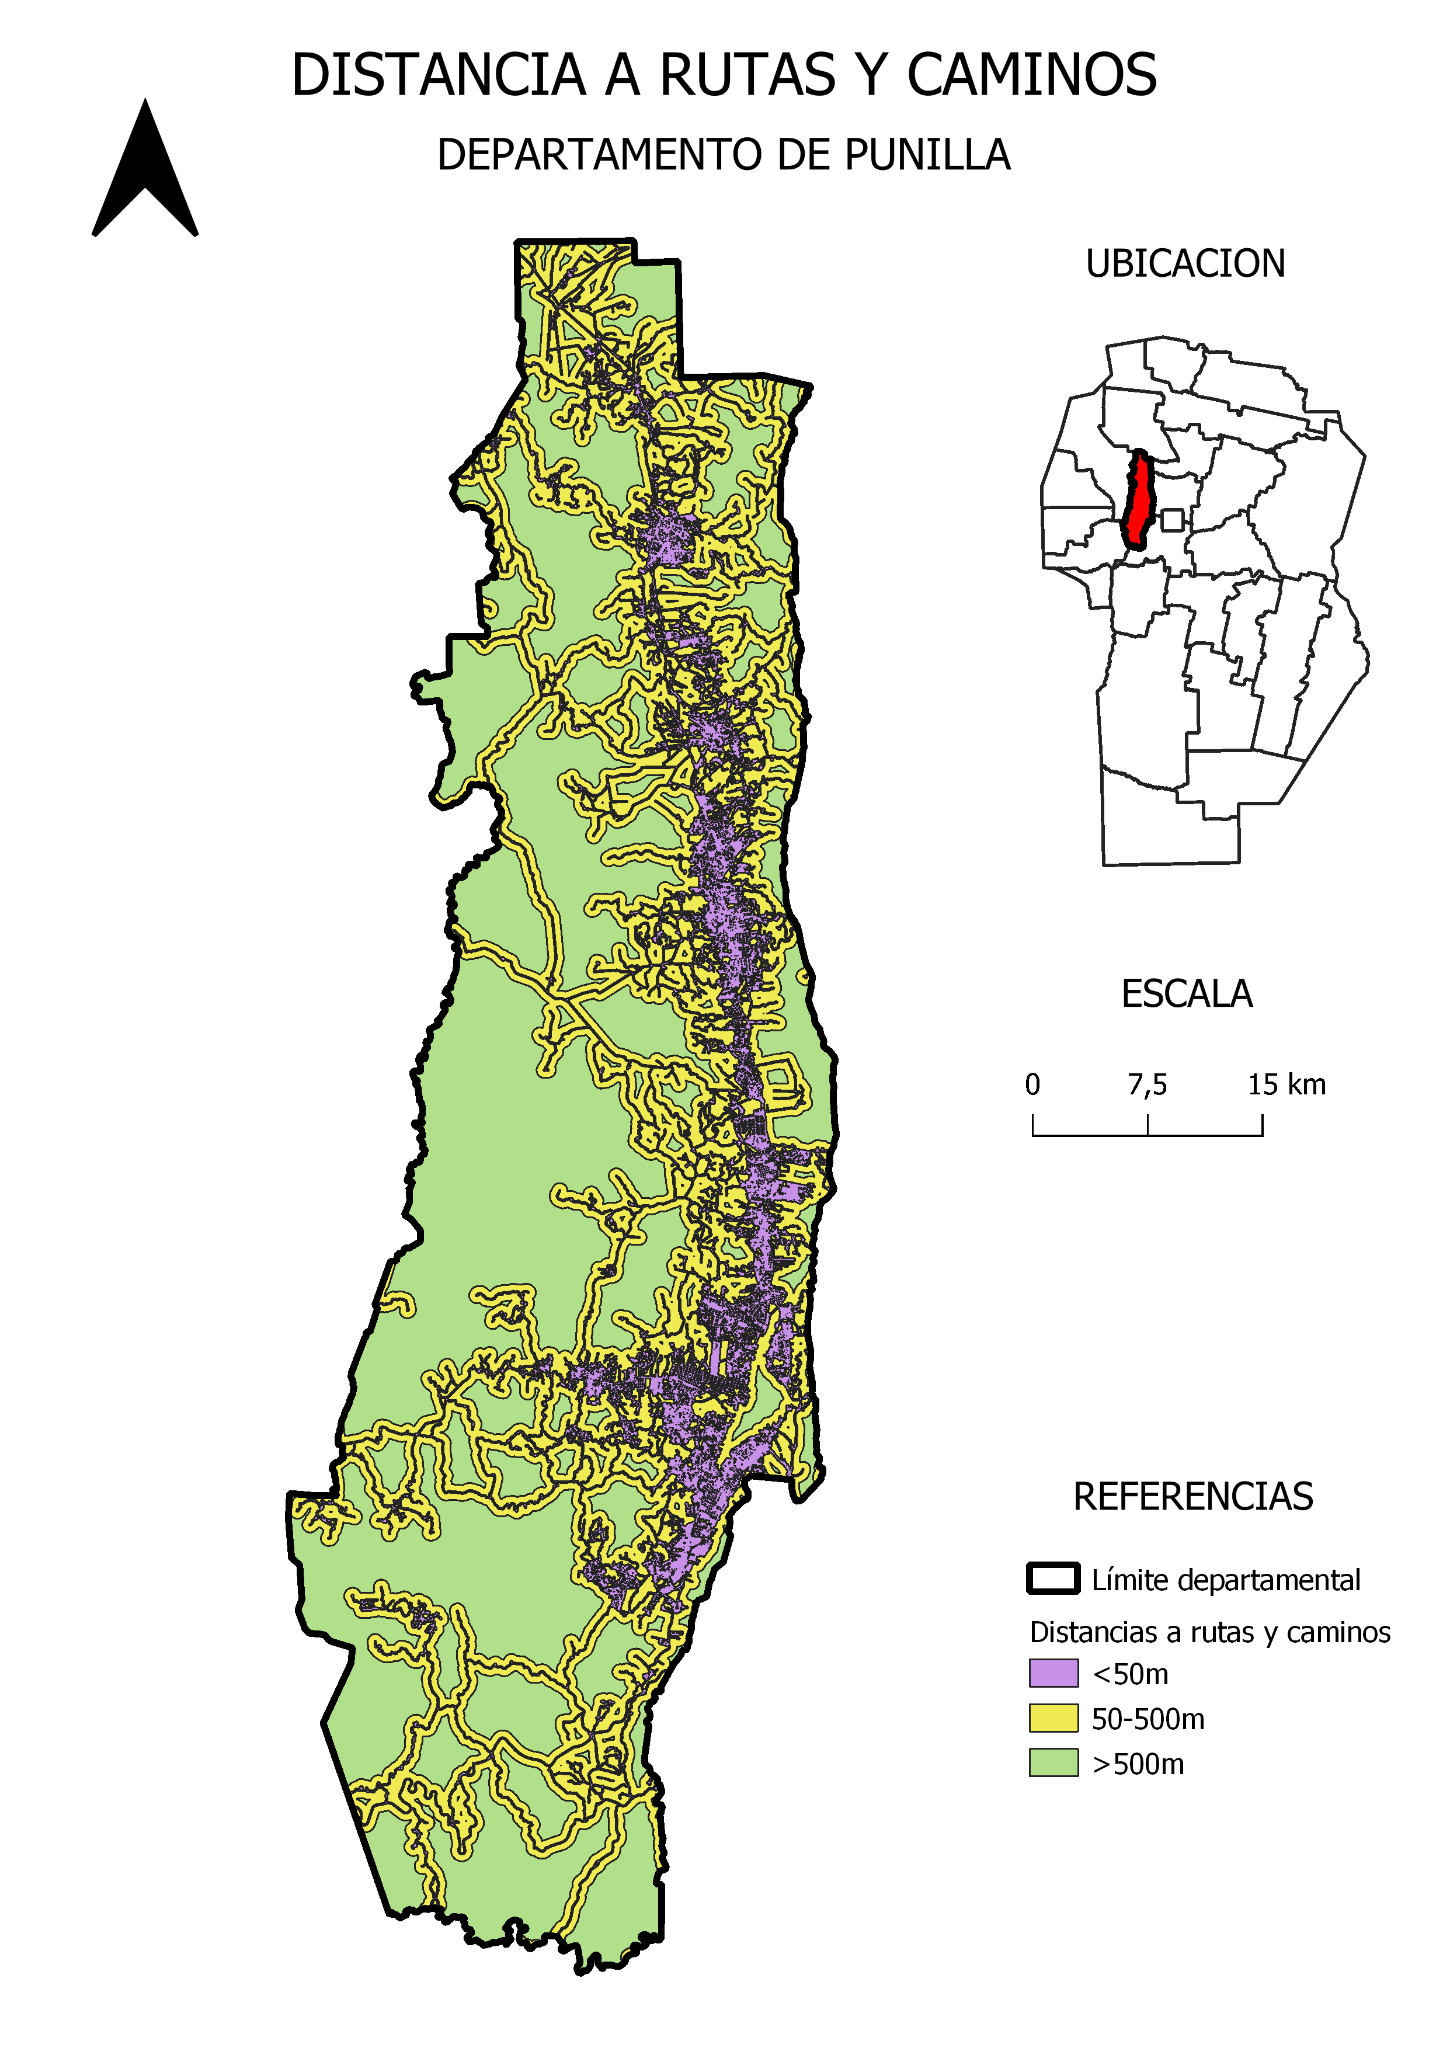 DISTANCIA A RUTAS Y CAMINOS
DEPARTAMENTO DE PUNILLA
UBICACION
ESCALA
0 7,5 15 km
REFERENCIAS
Límite departamental
Distancias a rutas y caminos
<50m
50-500m
>500m